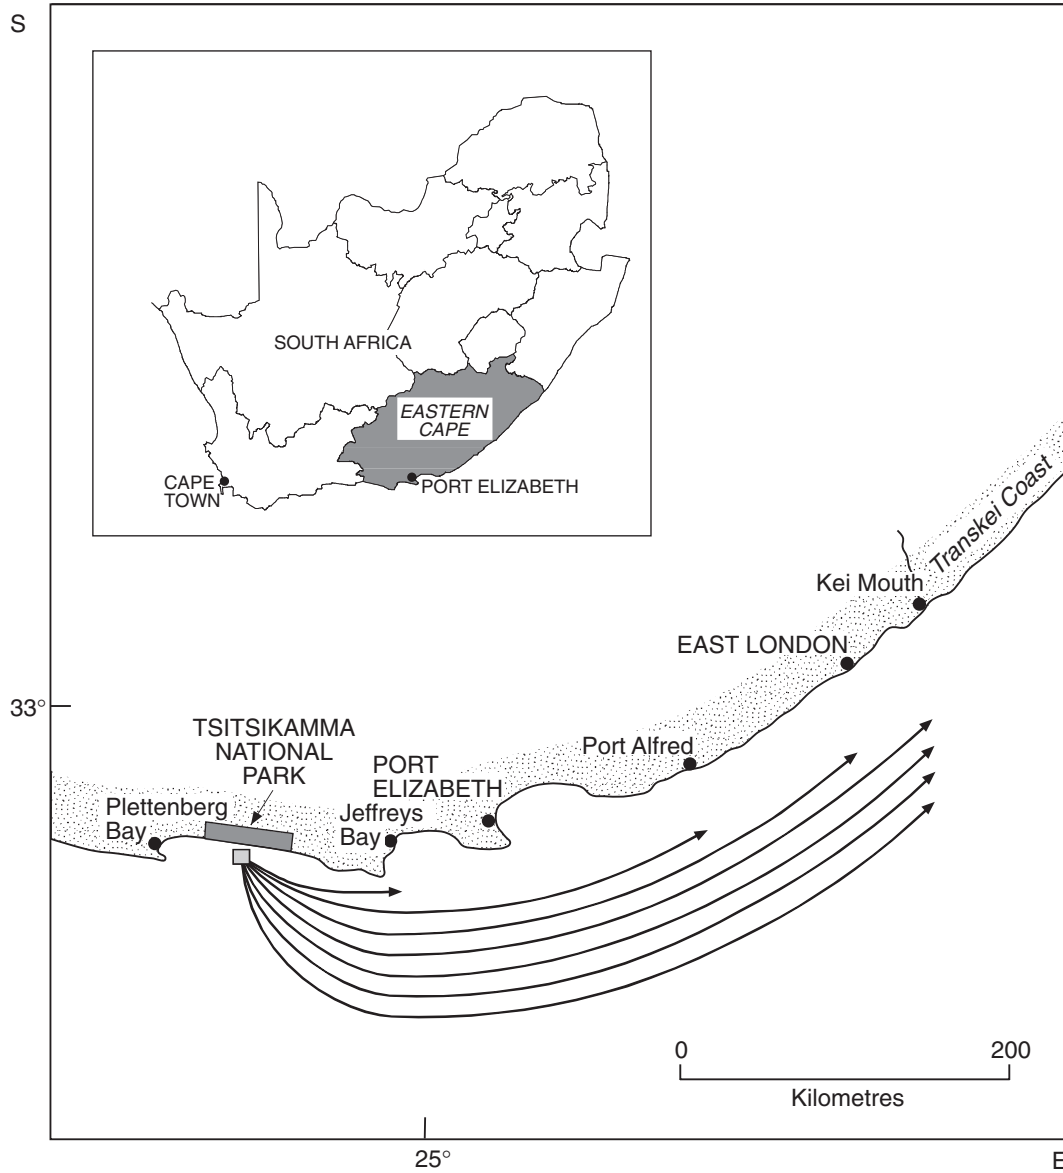 S
SOUTH AFRICA
EASTERN
CAPE
CAPE
TOWN
PORT ELIZABETH
Transkei Coast
Kei Mouth
EAST LONDON
33°
TSITSIKAMMA
NATIONAL
PARK
Port Alfred
PORT
ELIZABETH
Plettenberg
Bay
Jeffreys
Bay
0 200
Kilometres
25°
E